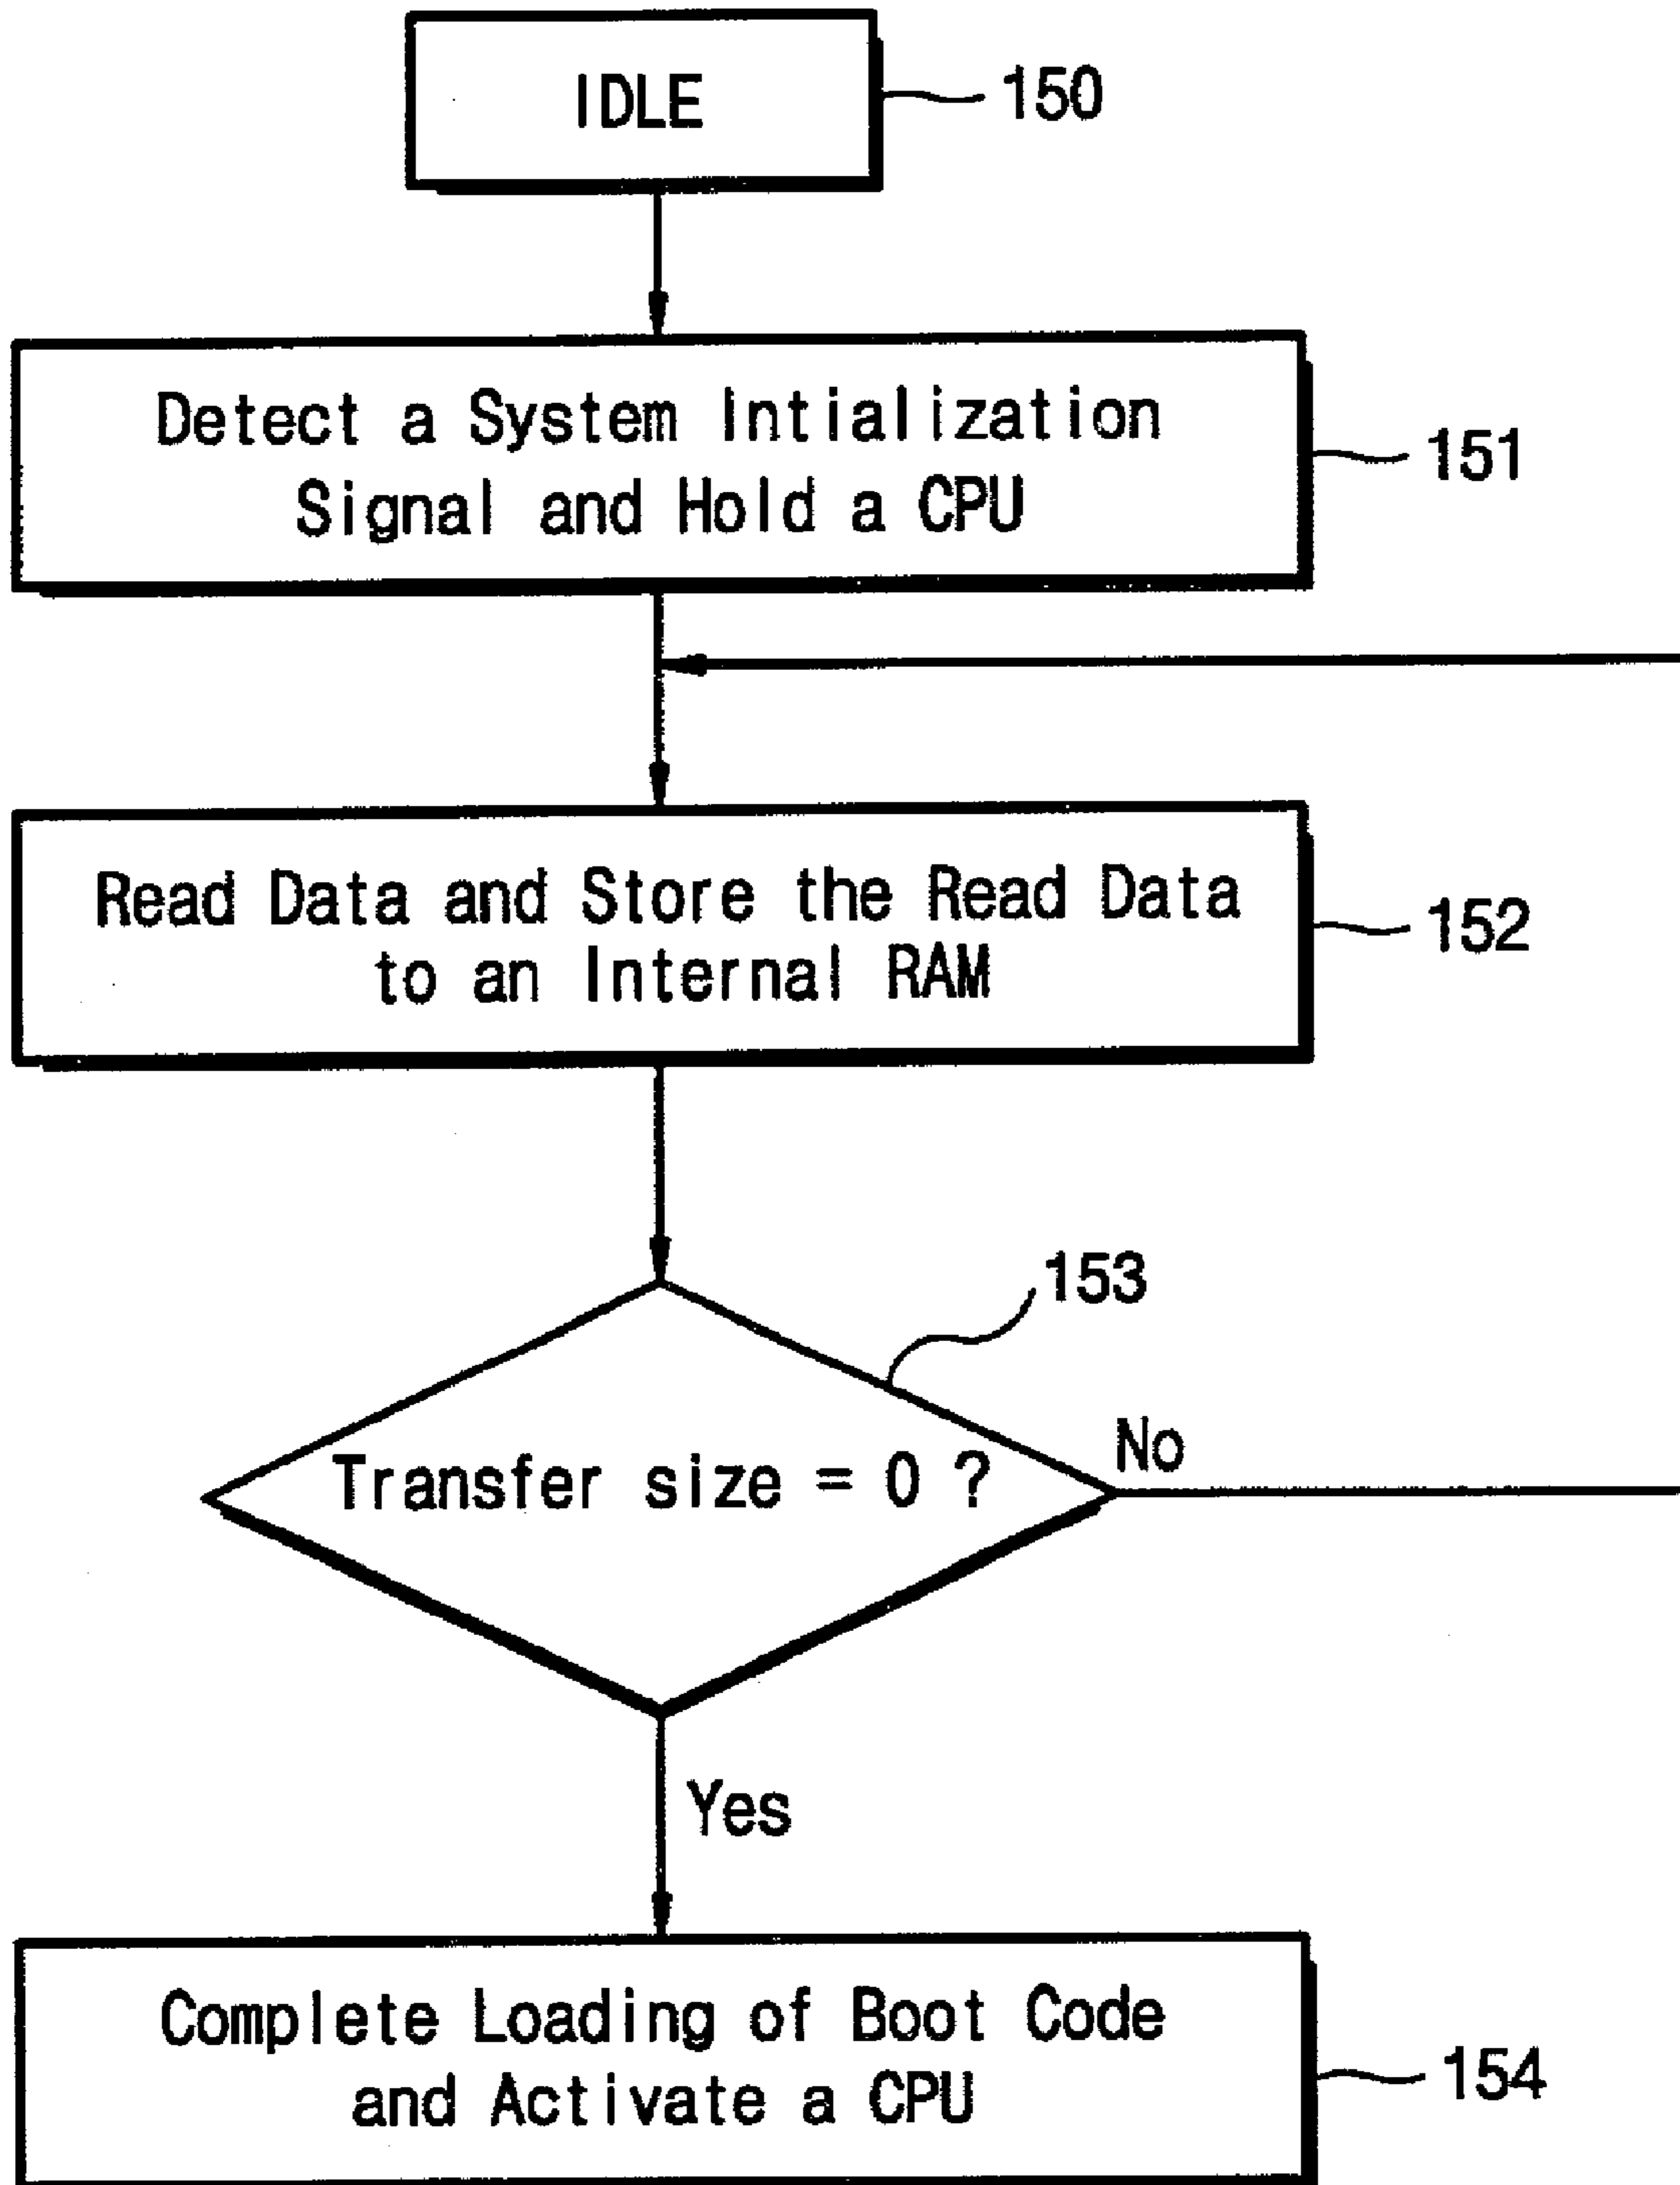 IDLE
150
Detect a System Intialization
Signal and Hold a CPU
151
Read Data and Store the Read Data
to an Internal RAM
152
153
Transfer size = 0 ?
No
Yes
Complete Loading of Boot Code
and Activate a CPU
154